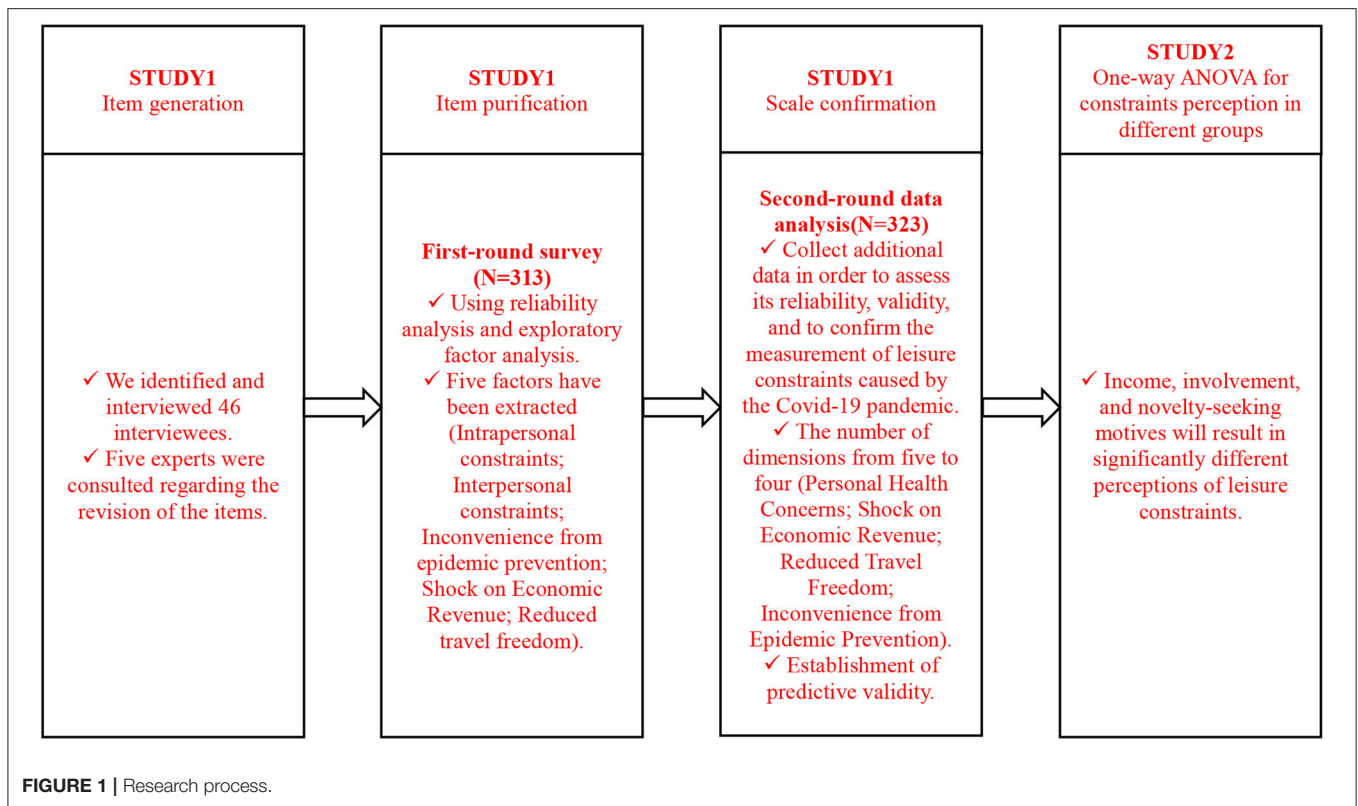 STUDY1
Item generation
✓ We identified and
interviewed 46
interviewees.
✓ Five experts were
consulted regarding the
revision of the items.
STUDY1
Item purification
First-round survey
(N=313)
✓ Using reliability
analysis and exploratory
factor analysis.
✓ Five factors have
been extracted
(Intrapersonal
constraints;
Interpersonal
constraints;
Inconvenience from
epidemic prevention;
Shock on Economic
Revenue; Reduced
travel freedom).
STUDY1
Scale confirmation
Second-round data
analysis(N=323)
✓ Collect additional
data in order to assess
its reliability, validity,
and to confirm the
measurement of leisure
constraints caused by
the Covid-19 pandemic.
✓ The number of
dimensions from five to
four (Personal Health
Concerns; Shock on
Economic Revenue;
Reduced Travel
Freedom;
Inconvenience from
Epidemic Prevention).
✓ Establishment of
predictive validity.
STUDY2
One-way ANOVA for
constraints perception in
different groups
✓ Income, involvement,
and novelty-seeking
motives will result in
significantly different
perceptions of leisure
constraints.
FIGURE 1 | Research process.